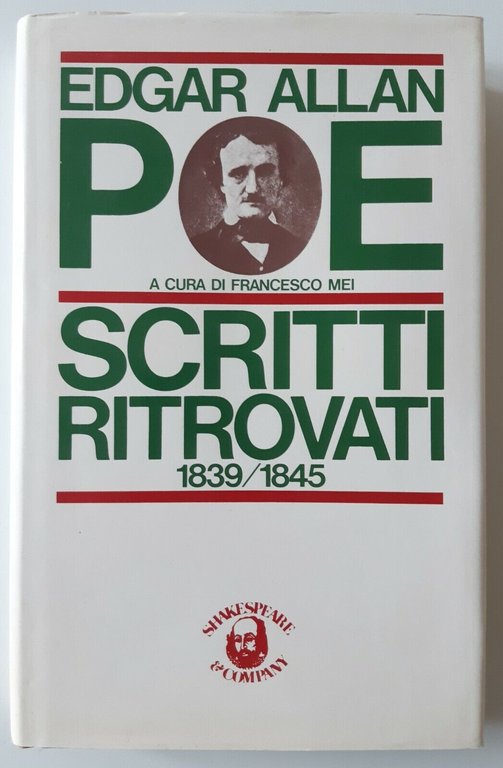 EDGAR ALLAN
POE
A CURA DI FRANCESCO MEI
SCRITTI
RITROVATI
1839/1845
SHAKESPEARE
& COMPANY